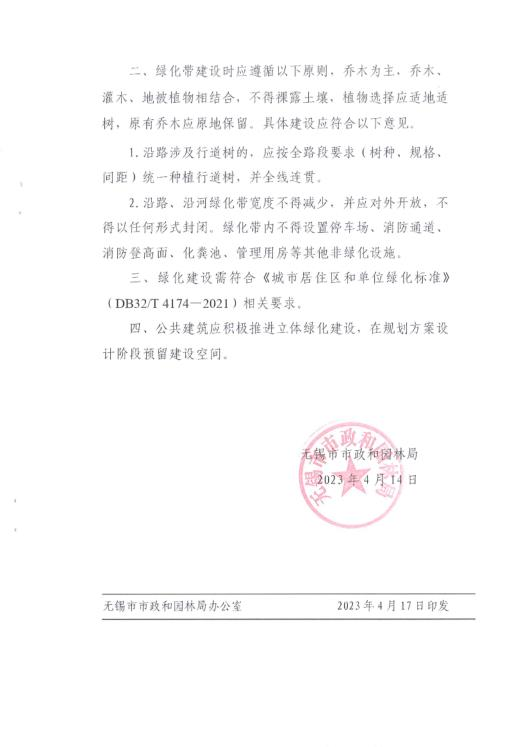 二、绿化带建设时应遵循以下原则，乔木为主，乔木、
灌木、地被植物相结合，不得裸露土壤，植物选择应适地适
树，原有乔木应原地保留。具体建设应符合以下意见。
1.沿路涉及行道树的，应按全路段要求（树种、规格、
间距）统一种植行道树，并全线连贯。
2.沿路、沿河绿化带宽度不得减少，并应对外开放，不
得以任何形式封闭。绿化带内不得设置停车场、消防通道、
消防登高面、化粪池、管理用房等其他非绿化设施。
三、绿化建设需符合《城市居住区和单位绿化标准》
（DB32/T 4174—2021）相关要求。
四、公共建筑应积极推进立体绿化建设，在规划方案设
计阶段预留建设空间。
无锡市市政和园林局
2023年4月14日
无锡市市政和园林局
无锡市市政和园林局办公室 2023年4月17日印发